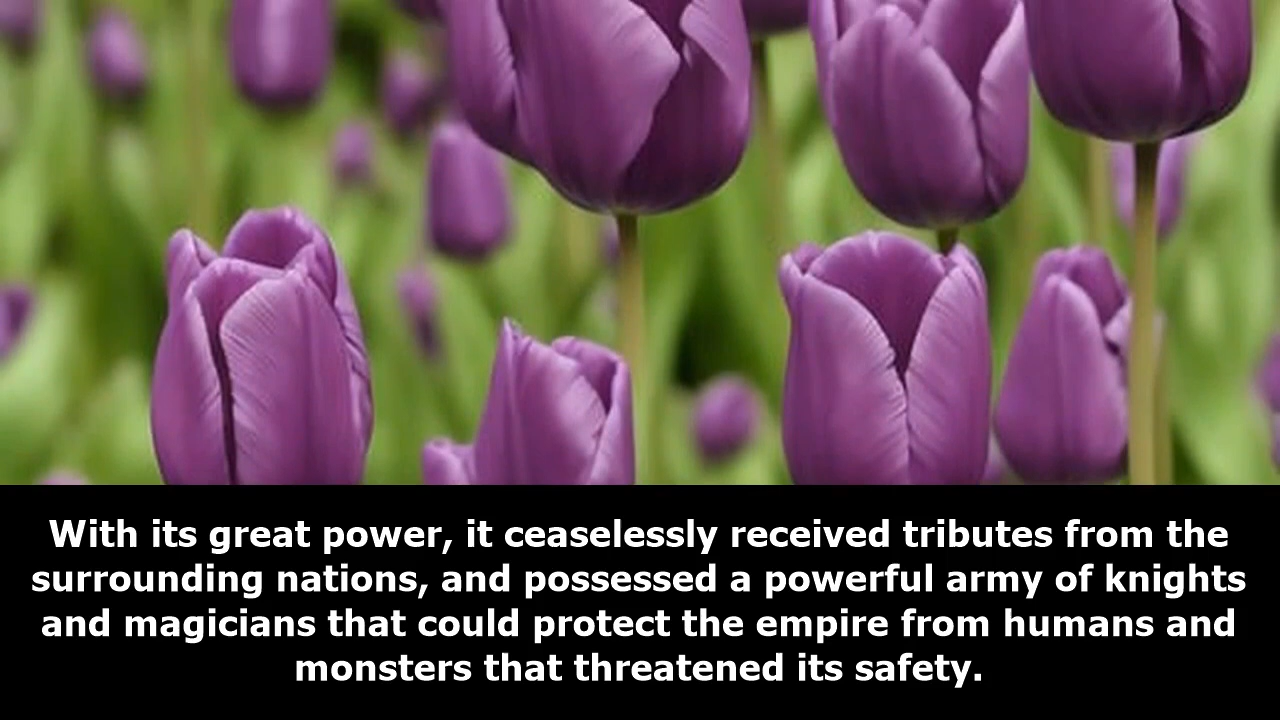 With its great power, it ceaselessly received tributes from the
surrounding nations, and possessed a powerful army of knights
and magicians that could protect the empire from humans and
monsters that threatened its safety.